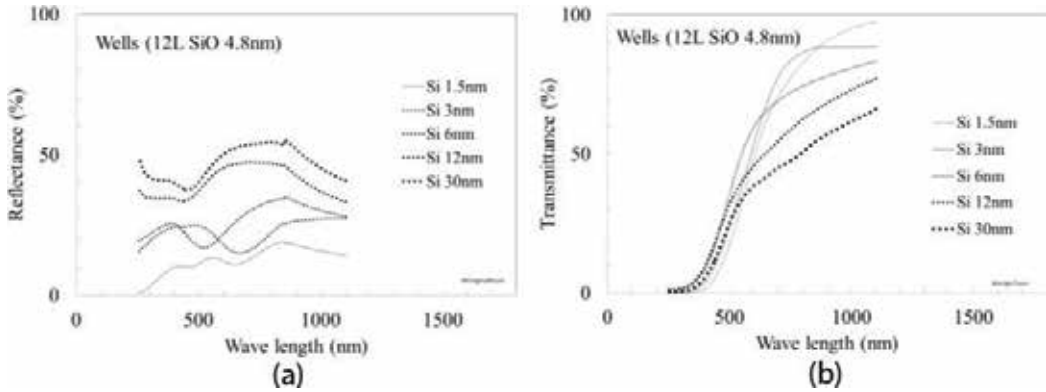 100
Wells (12L SiO 4.8nm)
Si 1.5nm
Si 3nm
Si 6nm
Si 12nm
Si 30nm
50
0
Reflectance (%)
0
500
1000
1500
Wave length (nm)
(a)
100
Wells (12L SiO 4.8nm)
Si 1.5nm
Si 3nm
Si 6nm
Si 12nm
Si 30nm
50
0
Transmittance (%)
0
500
1000
1500
Wave length (nm)
(b)